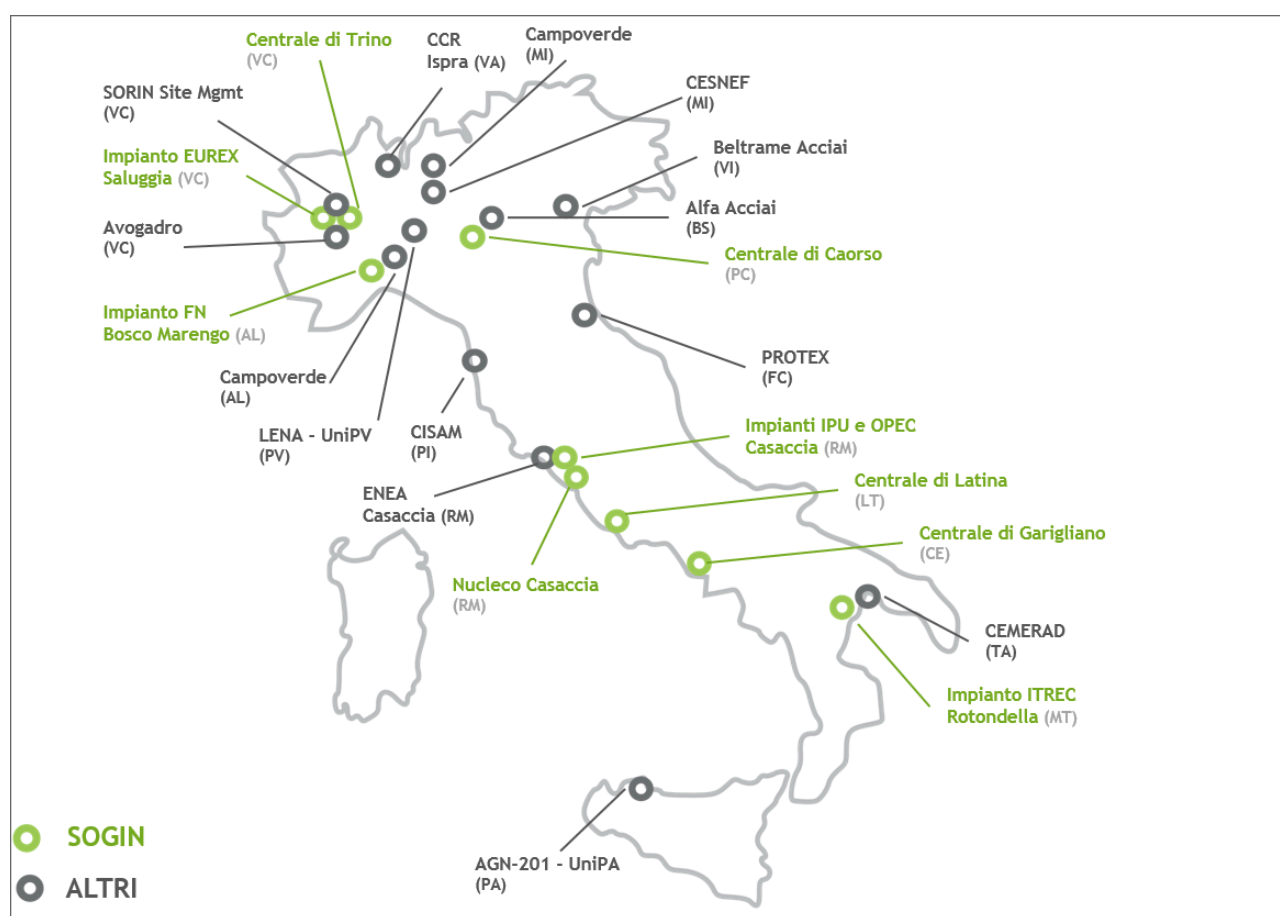 Centrale di Trino
(VC)
CCR
Ispra (VA)
Campoverde
(MI)
CESNEF
(MI)
SORIN Site Mgmt
(VC)
Beltrame Acciai
(VI)
Impianto EUREX
Saluggia (VC)
Alfa Acciai
(BS)
Avogadro
(VC)
Centrale di Caorso
(PC)
Impianto FN
Bosco Marengo (AL)
PROTEX
(FC)
Campoverde
(AL)
LENA - UniPV
(PV)
CISAM
(PI)
Impianti IPU e OPEC
Casaccia (RM)
ENEA
Casaccia (RM)
Centrale di Latina
(LT)
Centrale di Garigliano
(CE)
Nucleco Casaccia
(RM)
CEMERAD
(TA)
Impianto ITREC
Rotondella (MT)
AGN-201 - UniPA
(PA)
SOGIN
ALTRI